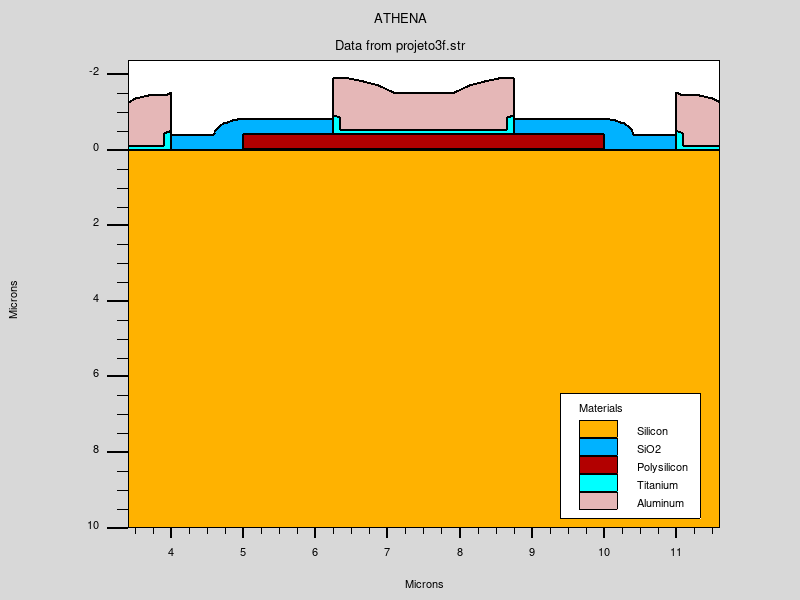 ATHENA
Data from projeto3f.str
-2
0
2
4
6
8
10
Microns
Materials
Silicon
SiO2
Polysilicon
Titanium
Aluminum
4 5 6 7 8 9 10 11
Microns